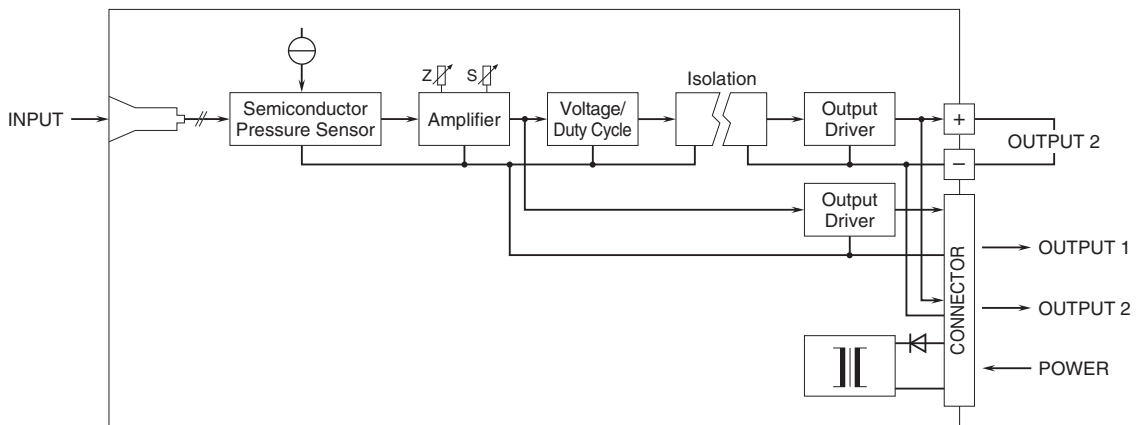 Isolation
Z
S
INPUT
Semiconductor
Pressure Sensor
Amplifier
Voltage/
Duty Cycle
Output
Driver
+
−
OUTPUT 2
Output
Driver
CONNECTOR
OUTPUT 1
OUTPUT 2
POWER